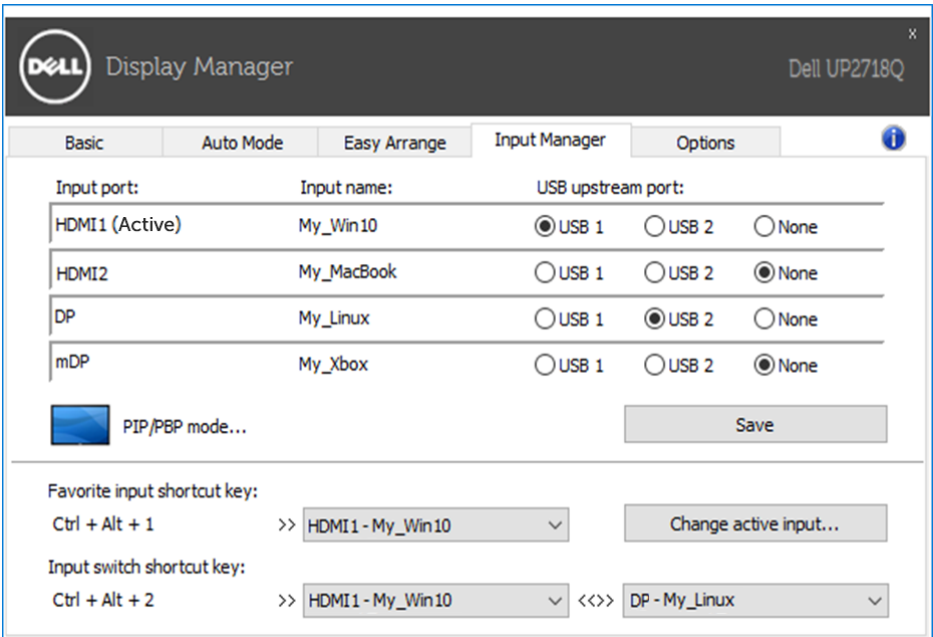 x
DELL Display Manager Dell UP2718Q
Basic Auto Mode Easy Arrange Input Manager Options i
Input port: Input name: USB upstream port:
HDMI1 (Active) My_Win10 USB 1 USB 2 None
HDMI2 My_MacBook USB 1 USB 2 None
DP My_Linux USB 1 USB 2 None
mDP My_Xbox USB 1 USB 2 None
PIP/PBP mode... Save
Favorite input shortcut key:
Ctrl + Alt + 1 >> HDMI1 - My_Win10 Change active input...
Input switch shortcut key:
Ctrl + Alt + 2 >> HDMI1 - My_Win10 <<>> DP - My_Linux